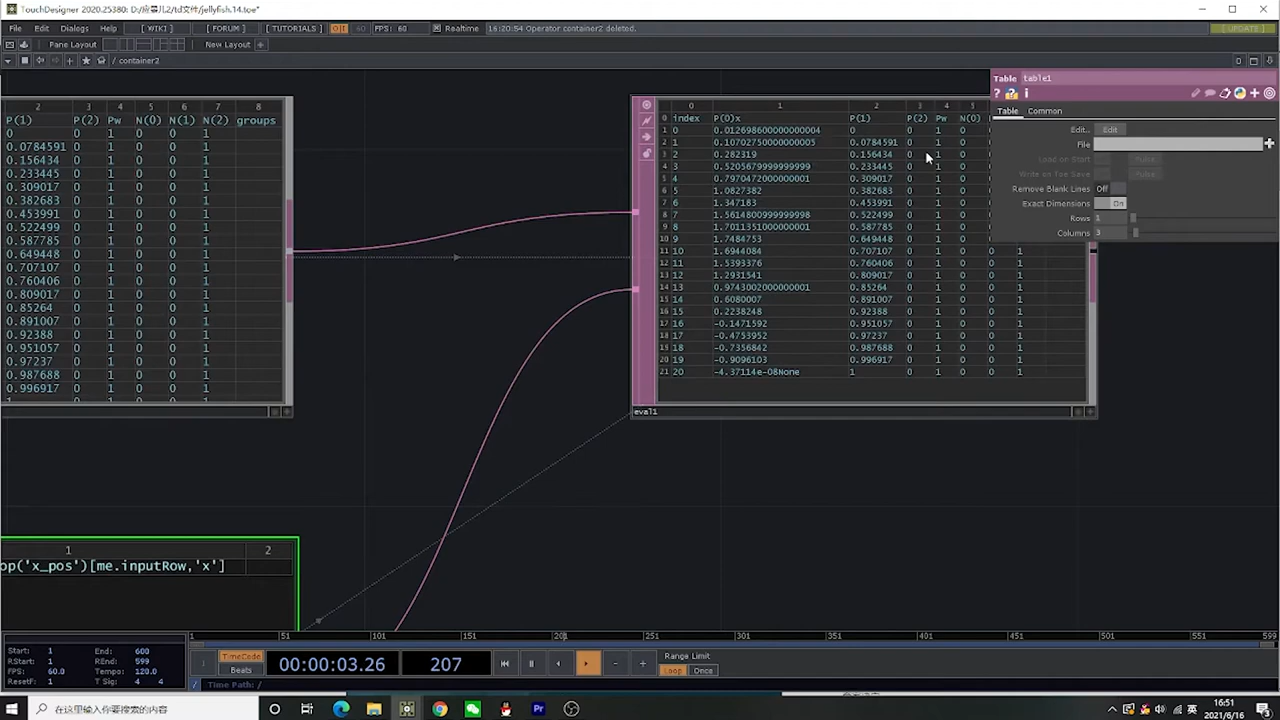 TouchDesigner 2020.25380: D:/应景儿2/td文件/jellyfish.14.toe*
File Edit Dialogs Help [ WIKI ] [ FORUM ] [ TUTORIALS ] OIT 60 FPS: 60 Realtime 16:20:54 Operator container2 deleted. [ UPDATE ]
Pane Layout New Layout
/ container2
Table table1
Table Common
Edit.. Edit
File
Load on Start Pulse
Write on Toe Save Pulse
Remove Blank Lines Off
Exact Dimensions On
Rows 1
Columns 3
2 3 4 5 6 7 8
P(1) P(2) Pw N(0) N(1) N(2) groups
0 0 1 0 0 1
0.0784591 0 1 0 0 1
0.156434 0 1 0 0 1
0.233445 0 1 0 0 1
0.309017 0 1 0 0 1
0.382683 0 1 0 0 1
0.453991 0 1 0 0 1
0.522499 0 1 0 0 1
0.587785 0 1 0 0 1
0.649448 0 1 0 0 1
0.707107 0 1 0 0 1
0.760406 0 1 0 0 1
0.809017 0 1 0 0 1
0.85264 0 1 0 0 1
0.891007 0 1 0 0 1
0.92388 0 1 0 0 1
0.951057 0 1 0 0 1
0.97237 0 1 0 0 1
0.987688 0 1 0 0 1
0.996917 0 1 0 0 1
0 1 2 3 4 5
0 index P(0)x P(1) P(2) Pw N(0)
1 0 0.012698600000000004 0 0 1 0
2 1 0.10702750000000005 0.0784591 0 1 0
3 2 0.282319 0.156434 0 1 0
4 3 0.5205679999999999 0.233445 0 1 0
5 4 0.7970472000000001 0.309017 0 1 0
6 5 1.0827382 0.382683 0 1 0
7 6 1.347183 0.453991 0 1 0
8 7 1.5614799999999998 0.522499 0 1 0
9 8 1.7011351000000001 0.587785 0 1 0
10 9 1.7484753 0.649448 0 1 0
11 10 1.6944084 0.707107 0 1 0 0 1
12 11 1.5393376 0.760406 0 1 0 0 1
13 12 1.2931541 0.809017 0 1 0 0 1
14 13 0.9743002000000001 0.85264 0 1 0 0 1
15 14 0.6080007 0.891007 0 1 0 0 1
16 15 0.2238248 0.92388 0 1 0 0 1
17 16 -0.1471592 0.951057 0 1 0 0 1
18 17 -0.4753952 0.97237 0 1 0 0 1
19 18 -0.7356842 0.987688 0 1 0 0 1
20 19 -0.9096103 0.996917 0 1 0 0 1
21 20 -4.37114e-08None 1 0 1 0 0 1
eval1
1 2
op('x_pos')[me.inputRow,'x']
1 51 101 151 201 251 301 351 401 451 501 551 599
Start: 1 End: 600
RStart: 1 REnd: 599
FPS: 60.0 Tempo: 120.0
ResetF: 1 T Sig: 4 4
TimeCode
Beats
00:00:03.26 207
Range Limit
Loop Once
/ Time Path: /
在这里输入你要搜索的内容
Pr
英
16:51
2021/6/16
3